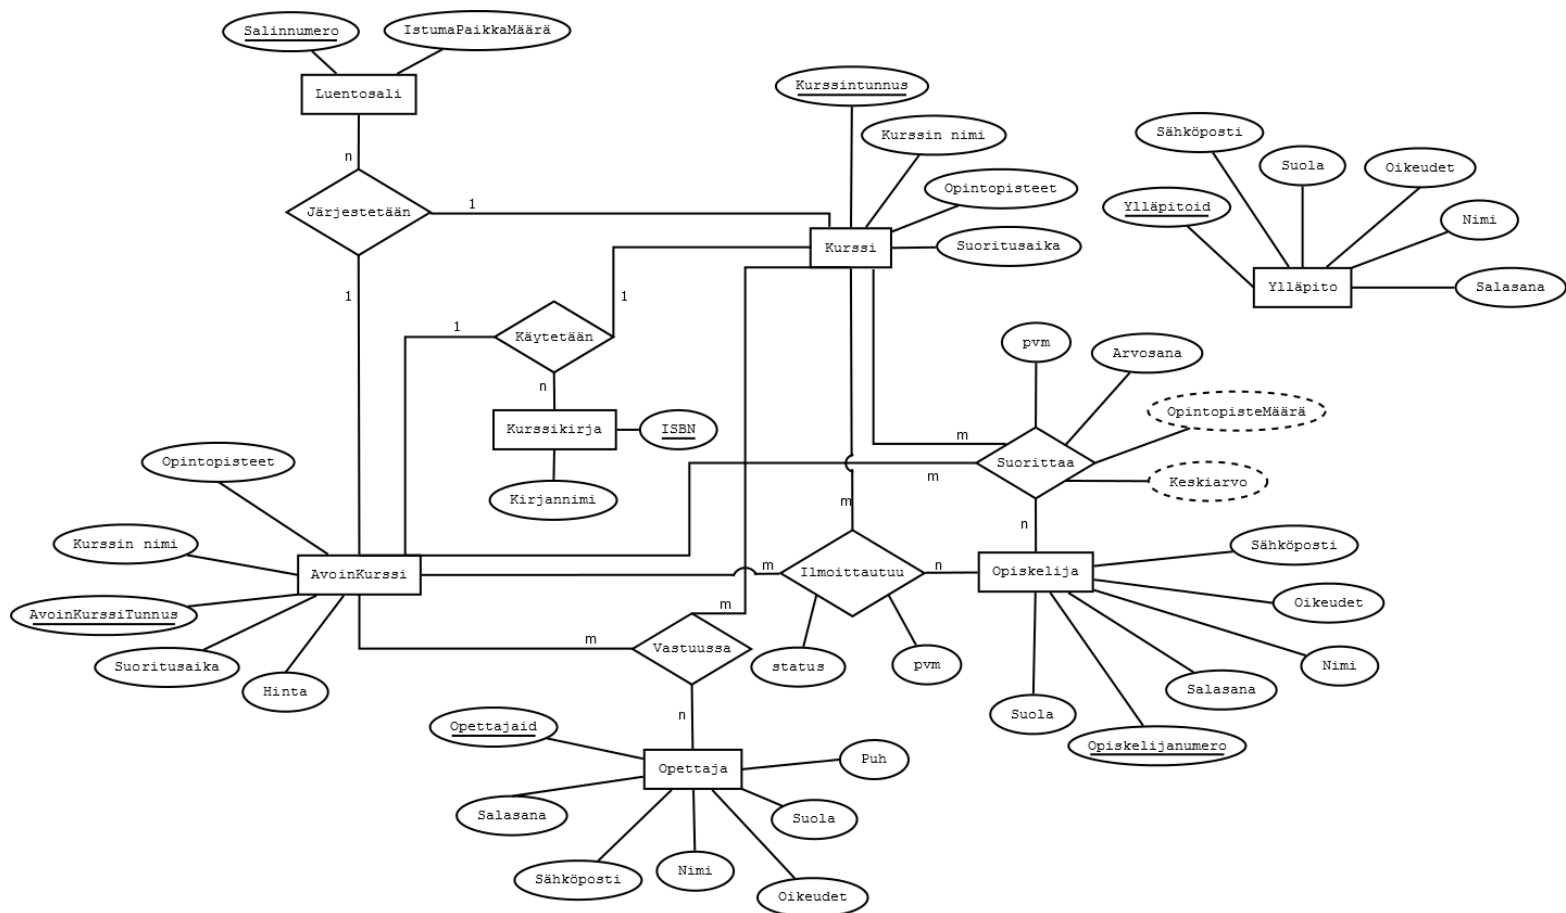 Salinnumero
IstumaPaikkaMäärä
Luentosali
n
Järjestetään
1
1
Kurssintunnus
Kurssin nimi
Opintopisteet
Suoritusaika
Kurssi
Sähköposti
Suola
Oikeudet
Ylläpitoid
Nimi
Ylläpito
Salasana
1
1
Käytetään
n
Kurssikirja
ISBN
Kirjannimi
pvm
Arvosana
OpintopisteMäärä
Keskiarvo
m
m
Suorittaa
n
Opintopisteet
Kurssin nimi
AvoinKurssi
AvoinKurssiTunnus
Suoritusaika
Hinta
m
m
Ilmoittautuu
n
status
pvm
Opiskelija
Sähköposti
Oikeudet
Nimi
Salasana
Suola
Opiskelijanumero
m
m
Vastuussa
n
Opettajaid
Opettaja
Puh
Salasana
Suola
Sähköposti
Nimi
Oikeudet